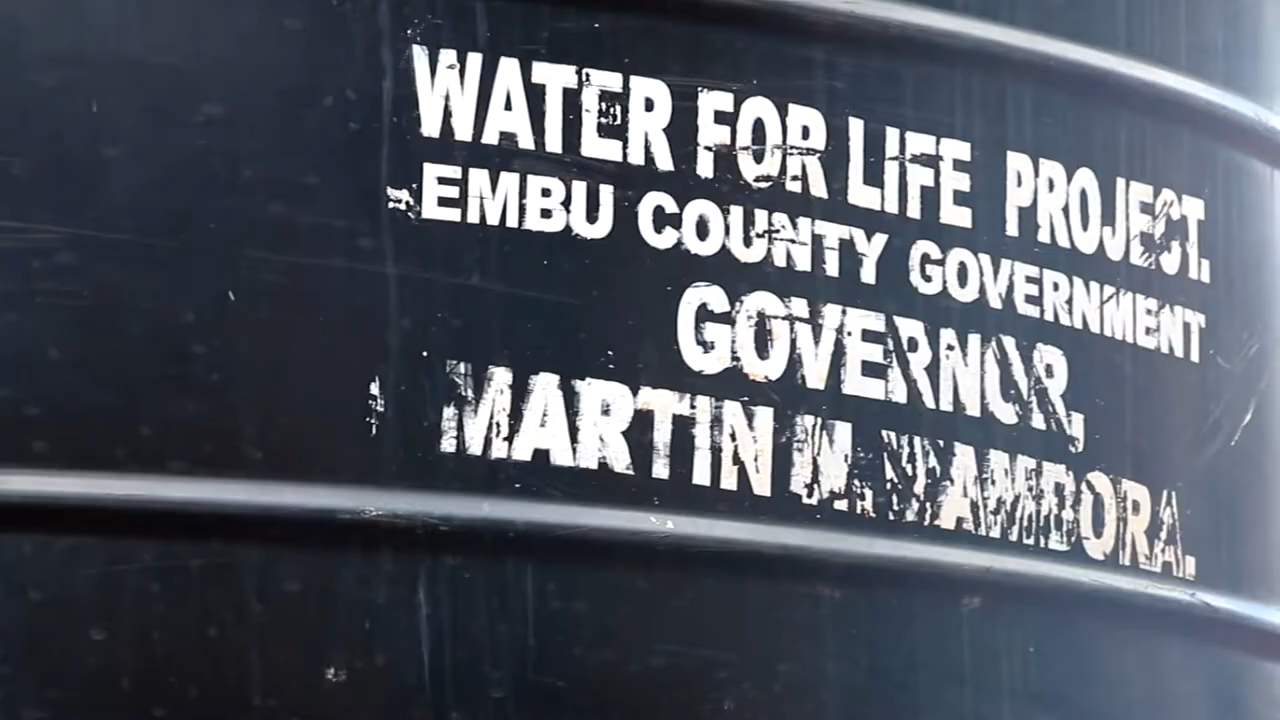 WATER FOR LIFE PROJECT.
EMBU COUNTY GOVERNMENT
GOVERNOR,
MARTIN M. WAMBORA.